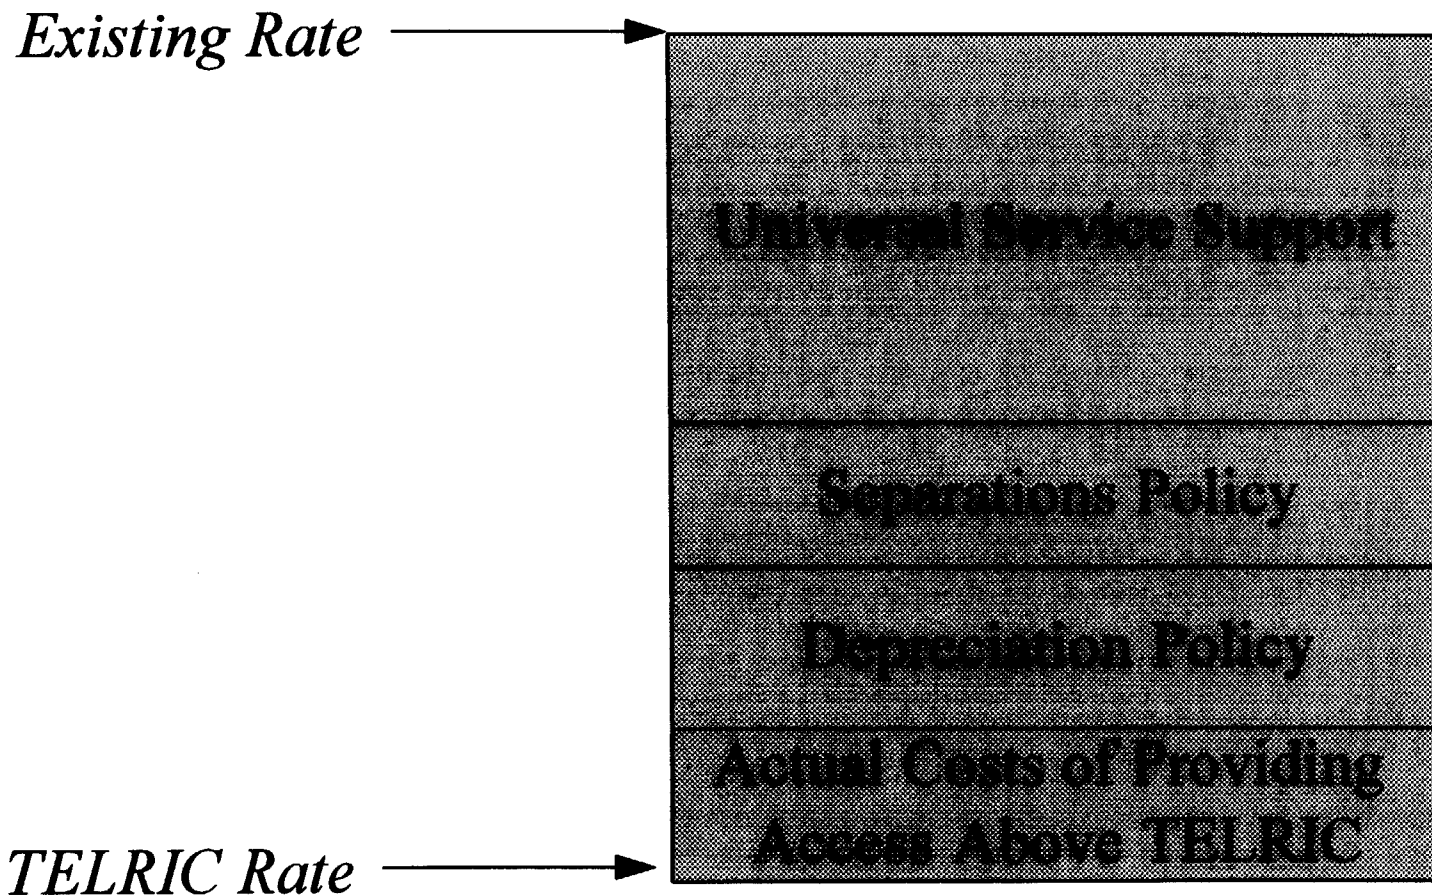 Existing Rate
Universal Service Support
Separations Policy
Depreciation Policy
Actual Costs of Providing
Access Above TELRIC
TELRIC Rate